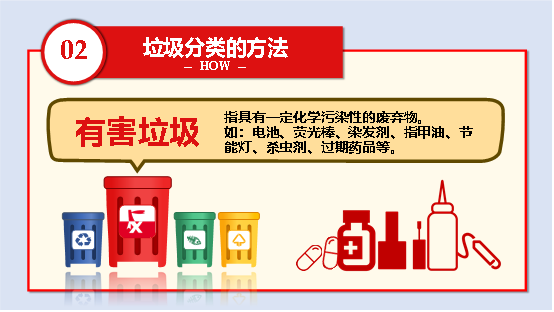 02
垃圾分类的方法
– HOW –
有害垃圾
指具有一定化学污染性的废弃物。
如：电池、荧光棒、染发剂、指甲油、节
能灯、杀虫剂、过期药品等。